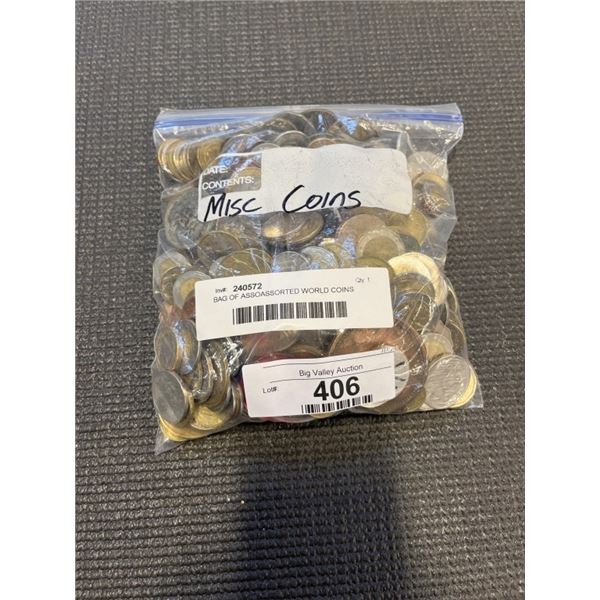 DATE:
CONTENTS:
Misc Coins
Inv#: 240572 Qty: 1
BAG OF ASSOASSORTED WORLD COINS
Big Valley Auction
Lot#: 406